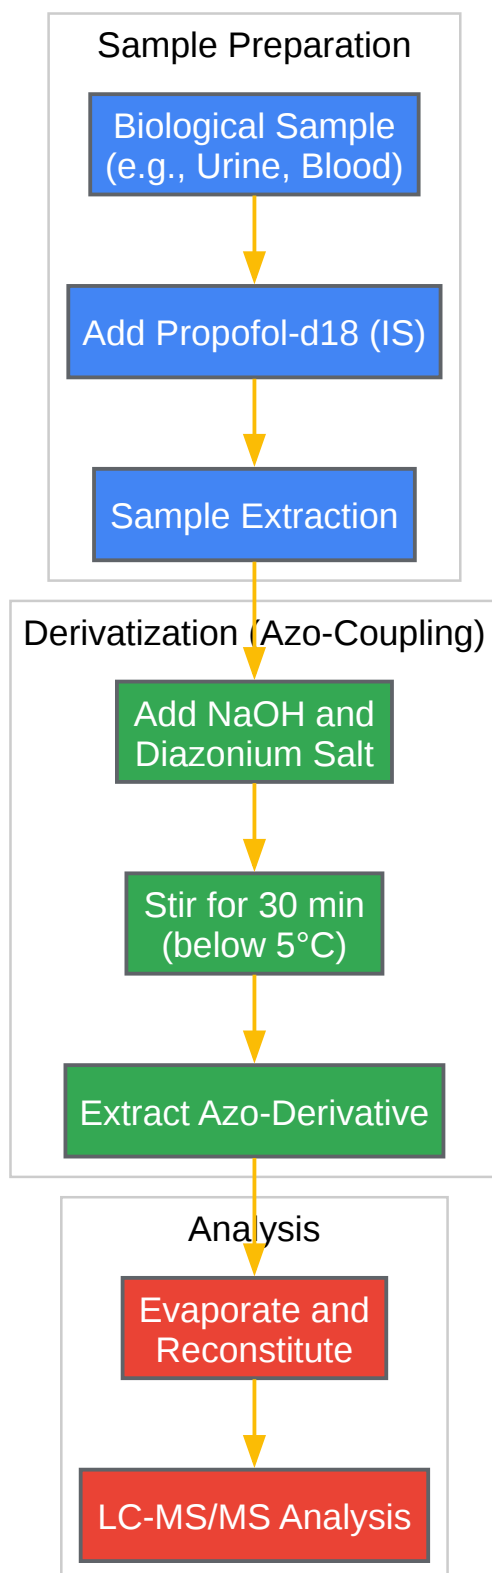 Sample Preparation
Biological Sample
(e.g., Urine, Blood)
Add Propofol-d18 (IS)
Sample Extraction
Derivatization (Azo-Coupling)
Add NaOH and
Diazonium Salt
Stir for 30 min
(below 5°C)
Extract Azo-Derivative
Analysis
Evaporate and
Reconstitute
LC-MS/MS Analysis